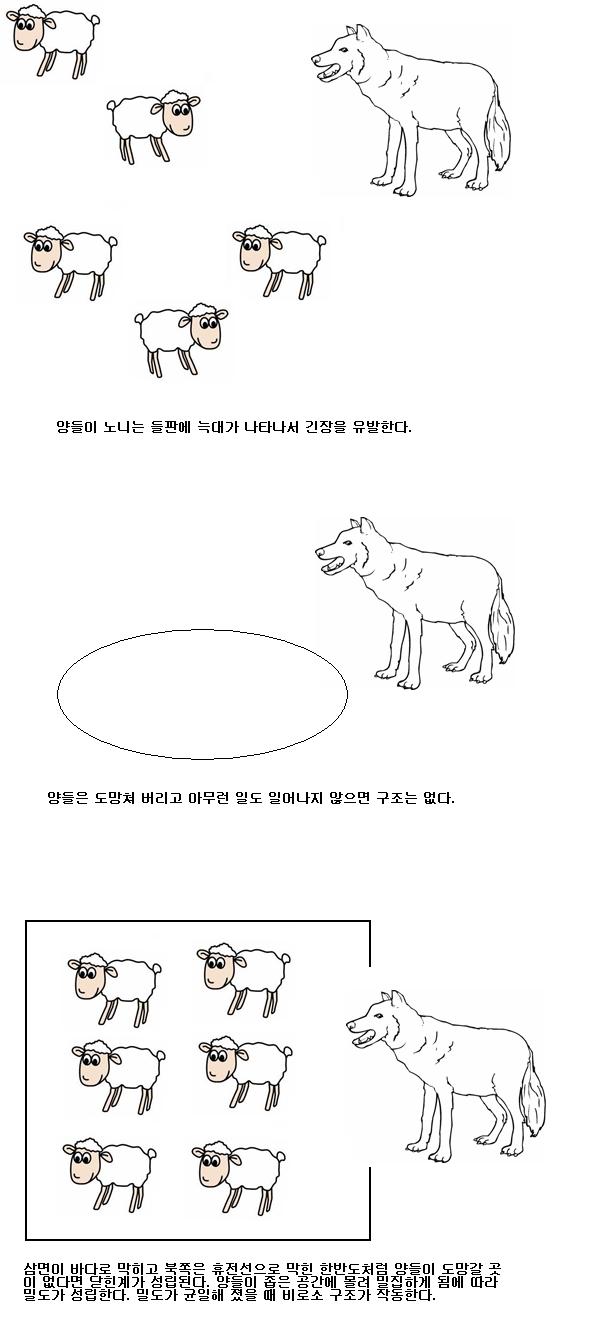 양들이 노니는 들판에 늑대가 나타나서 긴장을 유발한다.
양들은 도망쳐 버리고 아무런 일도 일어나지 않으면 구조는 없다.
삼면이 바다로 막히고 북쪽은 휴전선으로 막힌 한반도처럼 양들이 도망갈 곳
이 없다면 닫힌계가 성립된다. 양들이 좁은 공간에 몰려 밀집하게 됨에 따라
밀도가 성립한다. 밀도가 균일해 졌을 때 비로소 구조가 작동한다.